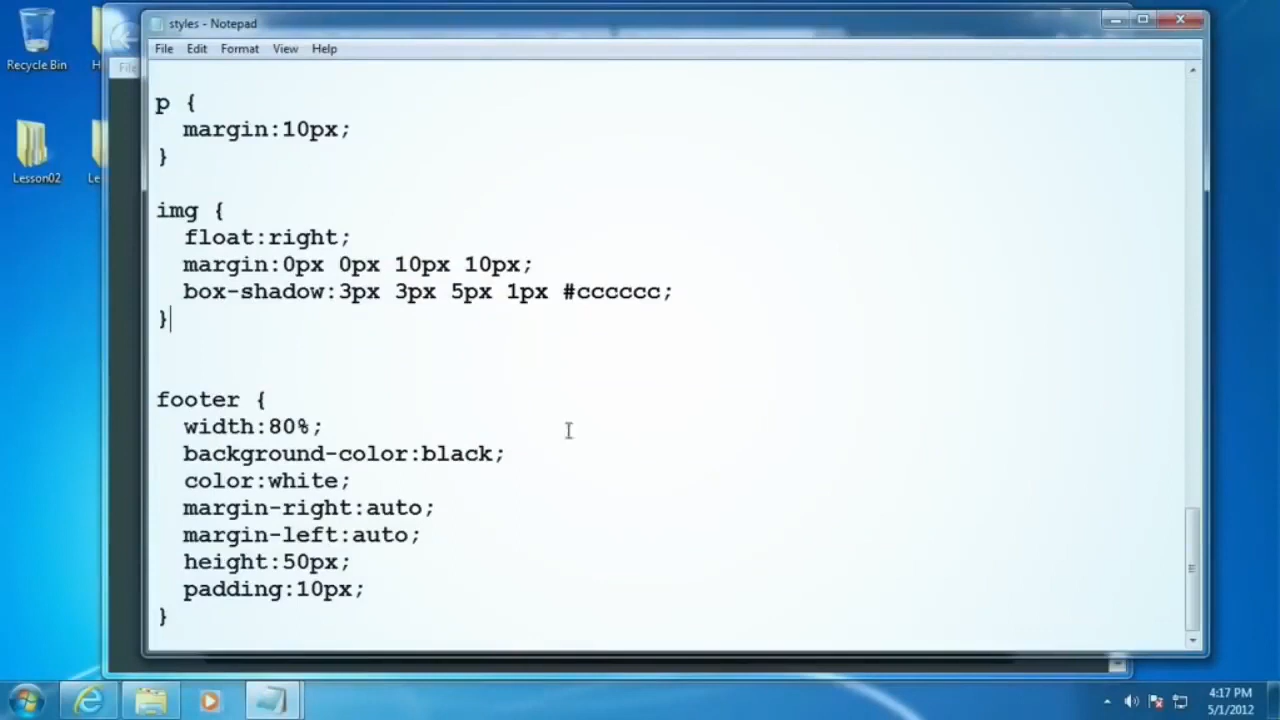 styles - Notepad
File Edit Format View Help
Recycle Bin
File
Lesson02
p {
margin:10px;
}
img {
float:right;
margin:0px 0px 10px 10px;
box-shadow:3px 3px 5px 1px #cccccc;
}
footer {
width:80%;
background-color:black;
color:white;
margin-right:auto;
margin-left:auto;
height:50px;
padding:10px;
}
4:17 PM
5/1/2012